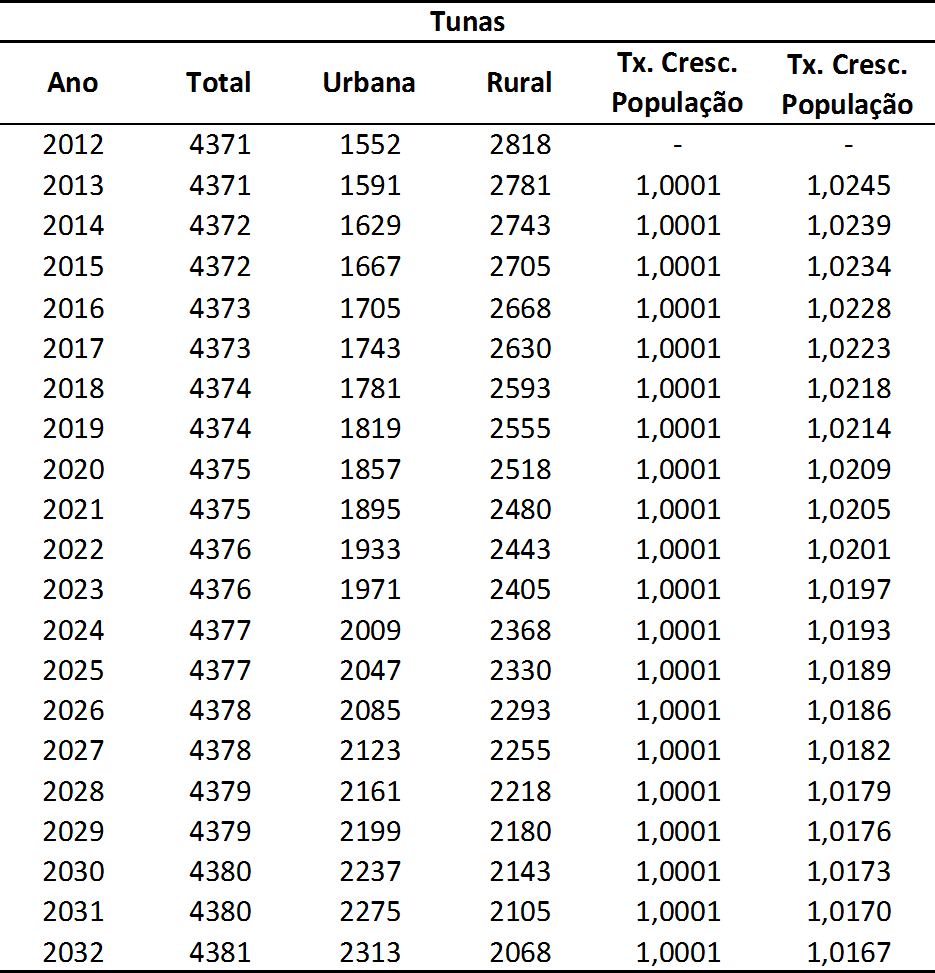 Tunas
Ano Total Urbana Rural Tx. Cresc. População Tx. Cresc. População
2012 4371 1552 2818 - -
2013 4371 1591 2781 1,0001 1,0245
2014 4372 1629 2743 1,0001 1,0239
2015 4372 1667 2705 1,0001 1,0234
2016 4373 1705 2668 1,0001 1,0228
2017 4373 1743 2630 1,0001 1,0223
2018 4374 1781 2593 1,0001 1,0218
2019 4374 1819 2555 1,0001 1,0214
2020 4375 1857 2518 1,0001 1,0209
2021 4375 1895 2480 1,0001 1,0205
2022 4376 1933 2443 1,0001 1,0201
2023 4376 1971 2405 1,0001 1,0197
2024 4377 2009 2368 1,0001 1,0193
2025 4377 2047 2330 1,0001 1,0189
2026 4378 2085 2293 1,0001 1,0186
2027 4378 2123 2255 1,0001 1,0182
2028 4379 2161 2218 1,0001 1,0179
2029 4379 2199 2180 1,0001 1,0176
2030 4380 2237 2143 1,0001 1,0173
2031 4380 2275 2105 1,0001 1,0170
2032 4381 2313 2068 1,0001 1,0167